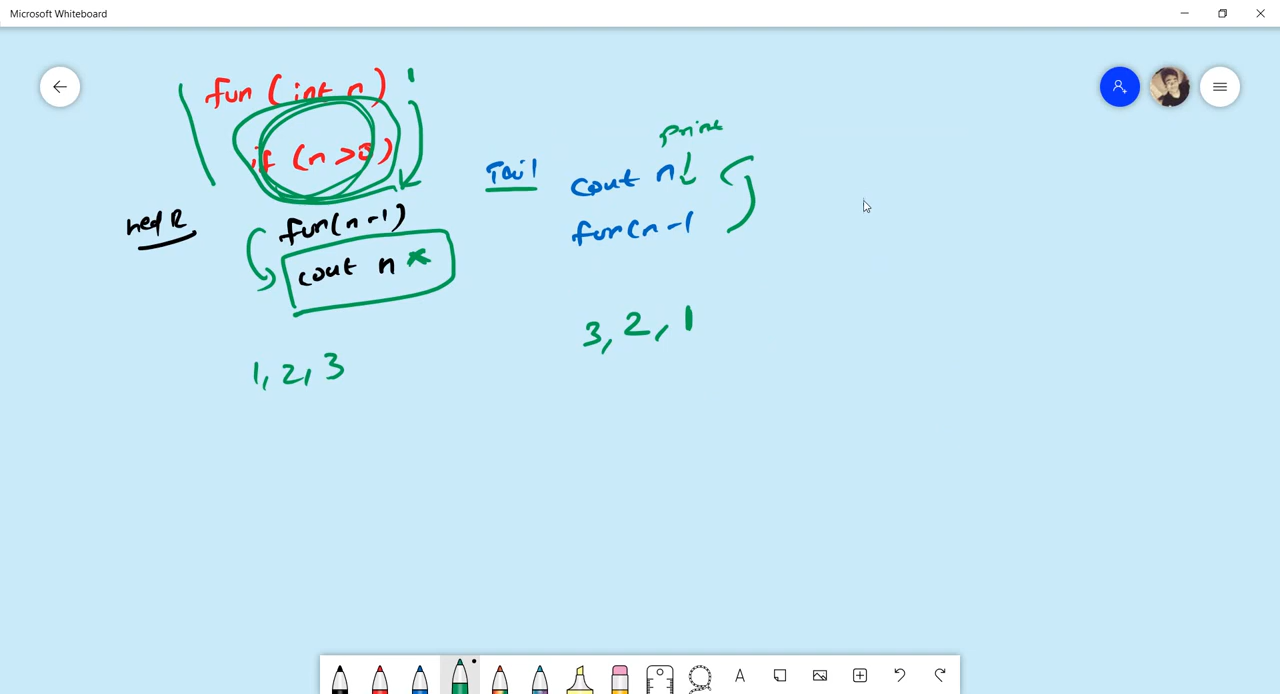 Microsoft Whiteboard
fun (int n)
if (n >0)
hed R
fun(n-1)
cout n
1, 2, 3
Tail
print
cout n
fun(n-1
3, 2, 1
A